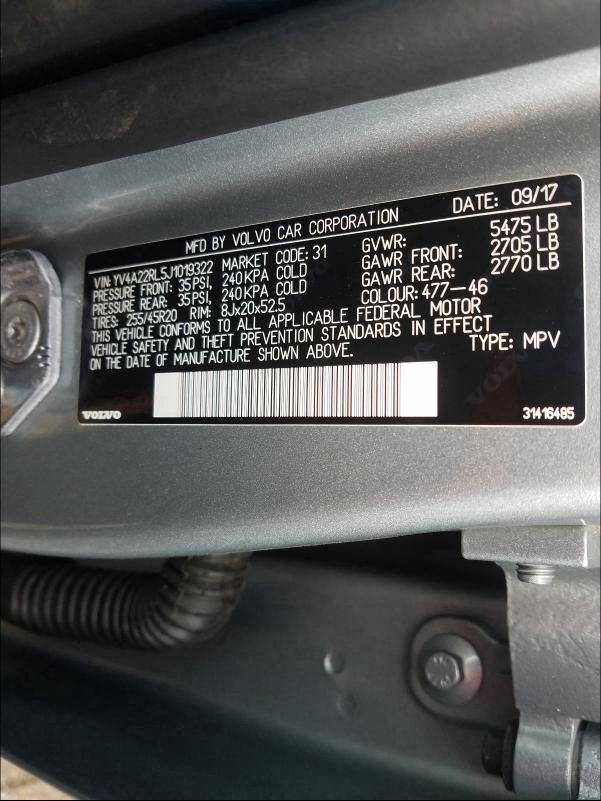 MFD BY VOLVO CAR CORPORATION DATE: 09/17
VIN: YV4A22RL5J1019322 MARKET CODE: 31 GVWR: 5475 LB
PRESSURE FRONT: 35 PSI, 240 KPA COLD GAWR FRONT: 2705 LB
PRESSURE REAR: 35 PSI, 240 KPA COLD GAWR REAR: 2770 LB
TIRES: 255/45R20 RIM: 8Jx20x52.5 COLOUR: 477-46
THIS VEHICLE CONFORMS TO ALL APPLICABLE FEDERAL MOTOR
VEHICLE SAFETY AND THEFT PREVENTION STANDARDS IN EFFECT
ON THE DATE OF MANUFACTURE SHOWN ABOVE. TYPE: MPV
VOLVO 31416485